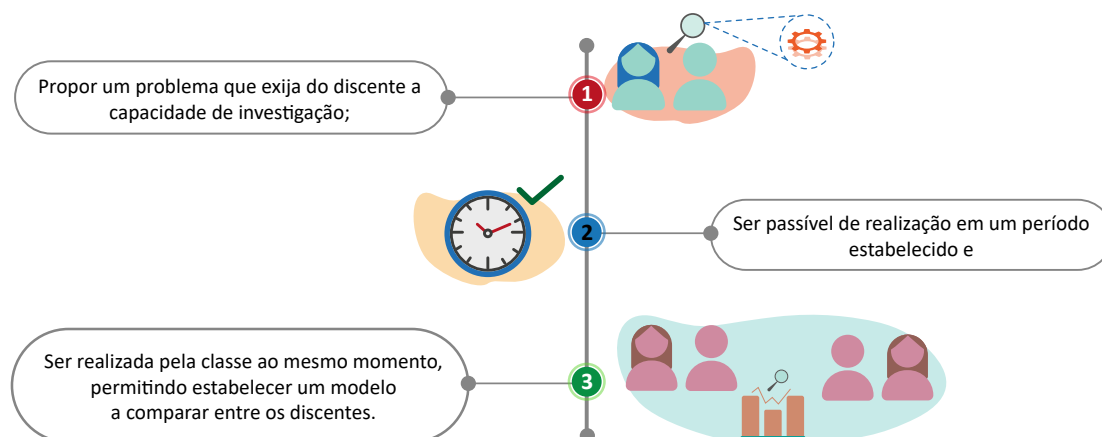 Propor um problema que exija do discente a
capacidade de investigação;
1
2
Ser passível de realização em um período
estabelecido e
Ser realizada pela classe ao mesmo momento,
permitindo estabelecer um modelo
a comparar entre os discentes.
3